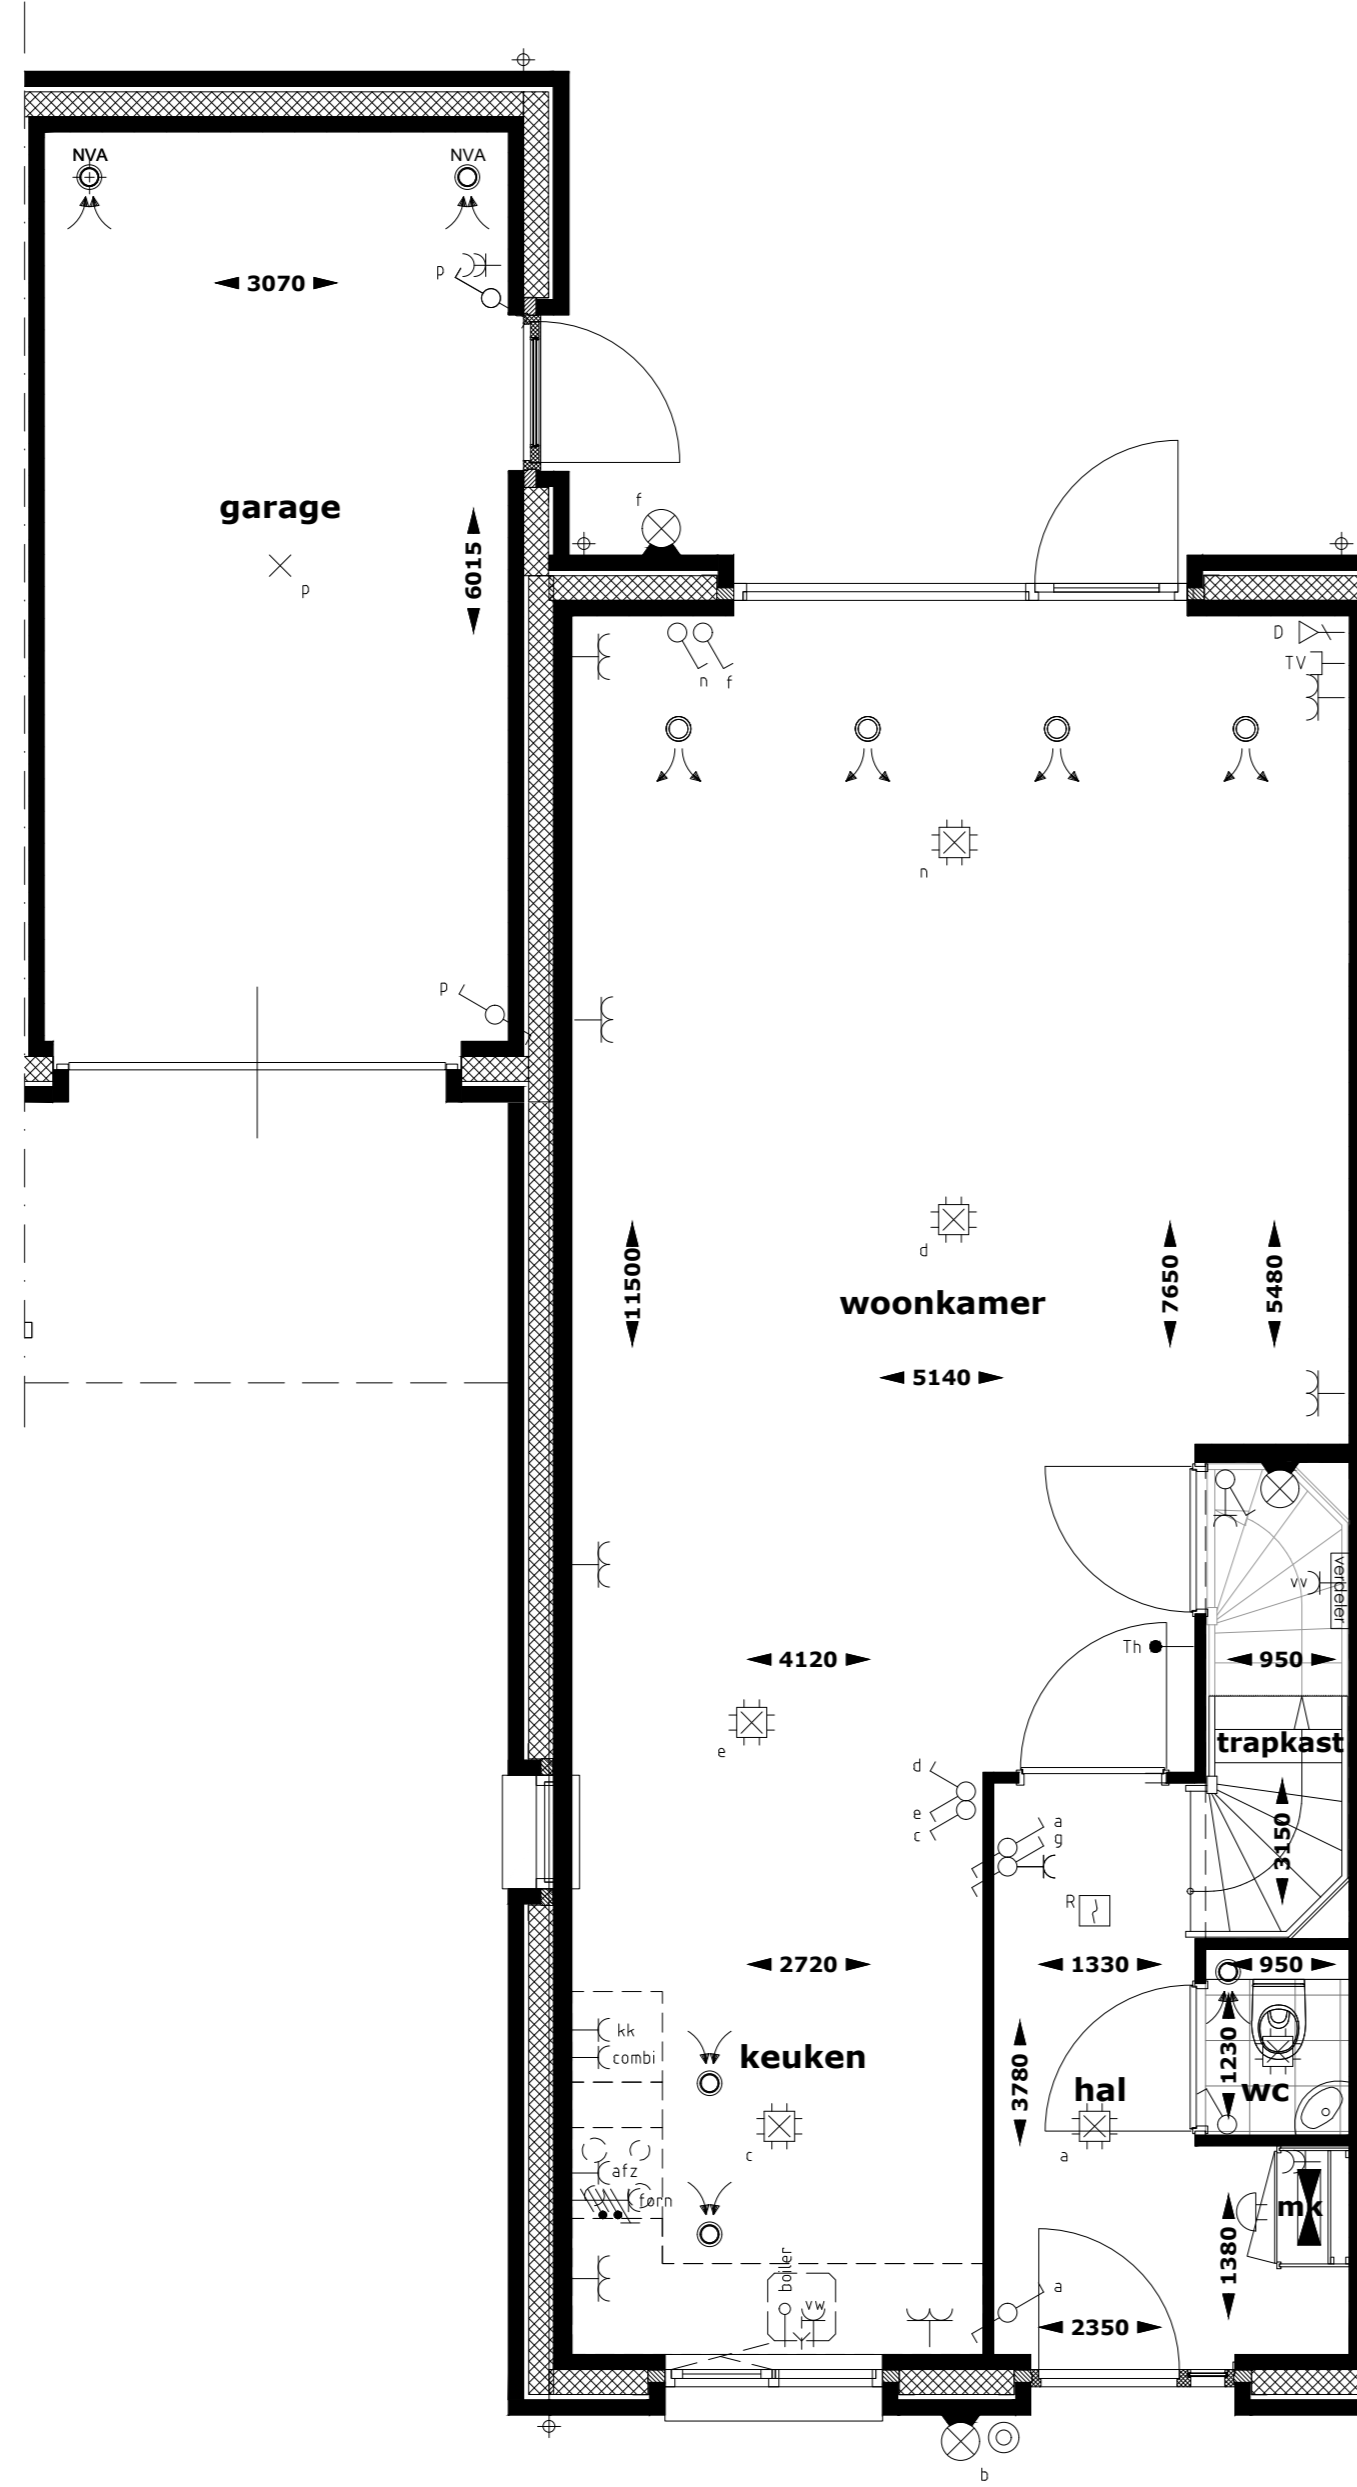 NVA NVA
p
3070
garage
p
6015
f
n f
D
TV
n
p
d
11500
7650
5480
woonkamer
5140
vv
verdeler
Th
4120
950
e
trapkast
d
e
c
a
g
3150
R
2720
1330
950
kk
combi
keuken
3780
hal
1230
wc
c
a
afz
forn
mk
1380
boiler
vw
a
2350
b